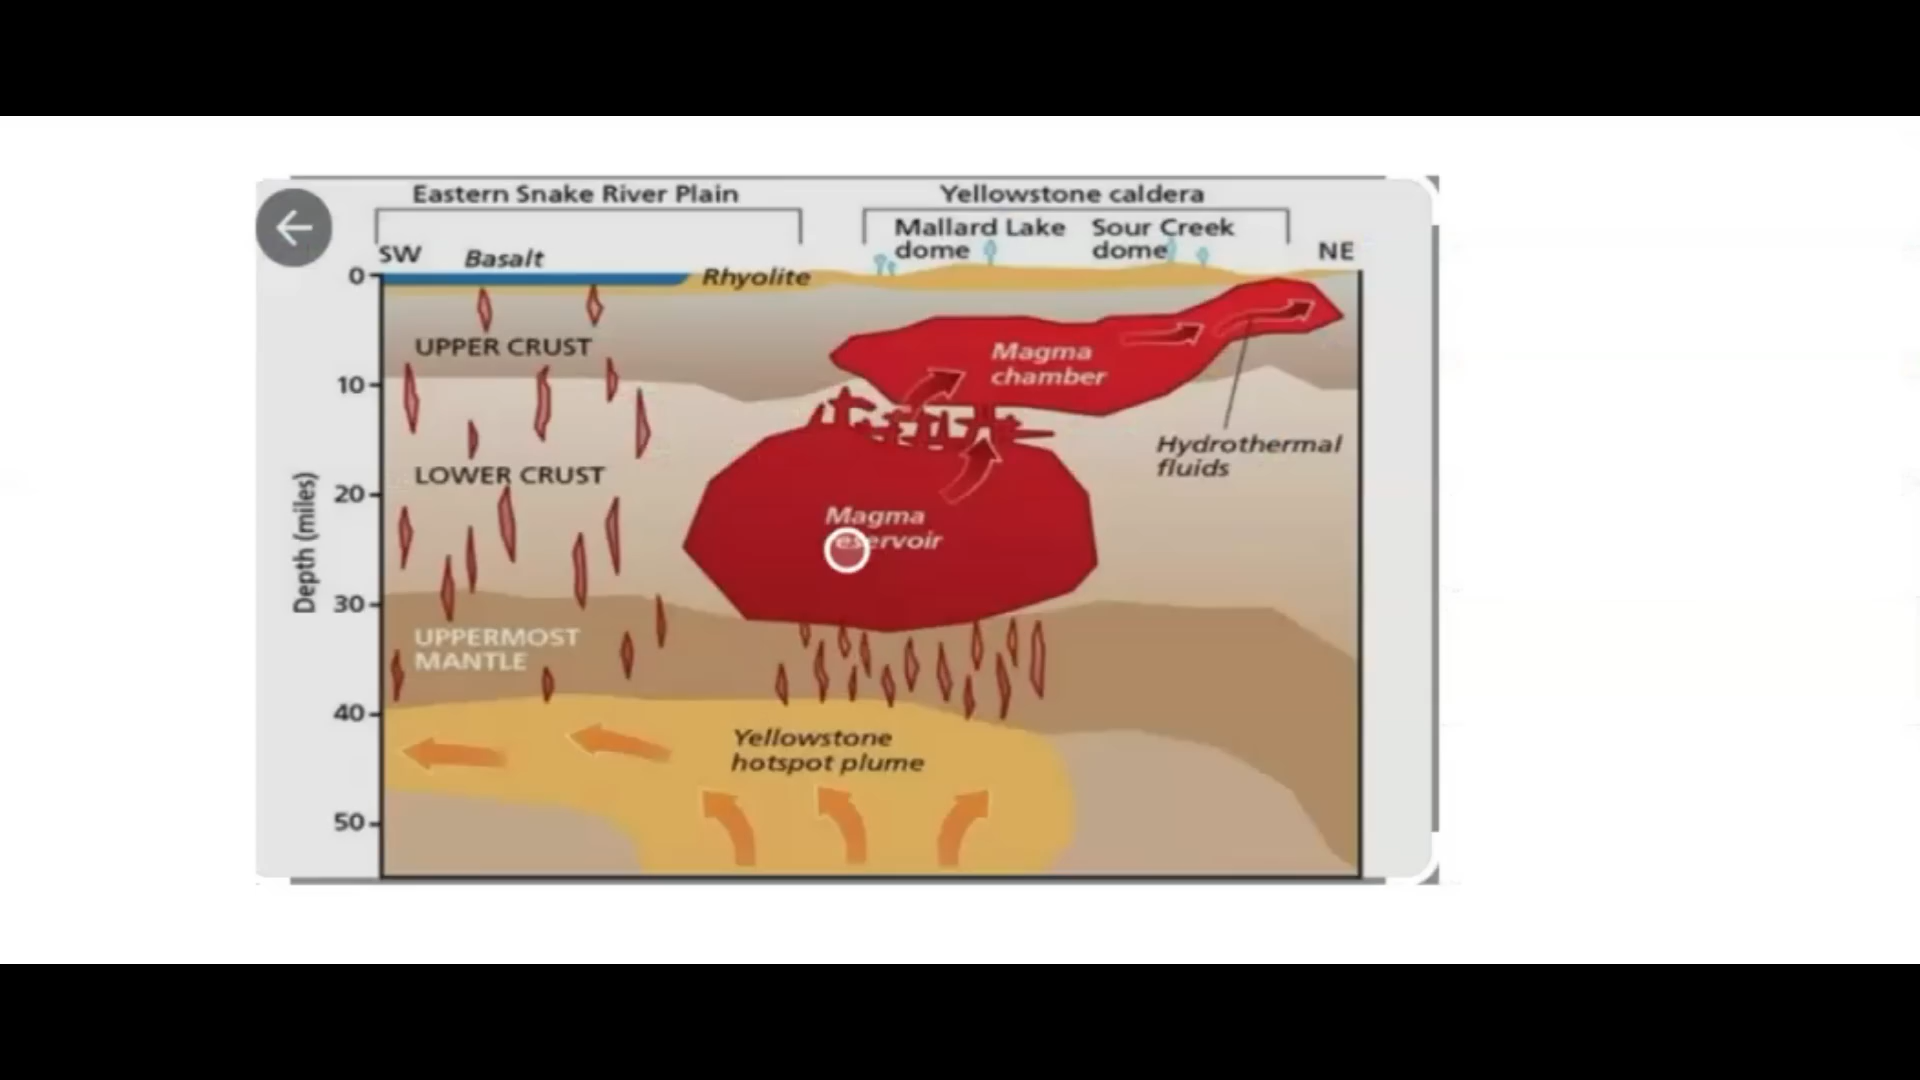 Eastern Snake River Plain
Yellowstone caldera
Mallard Lake
dome
Sour Creek
dome
SW
Basalt
NE
0
Rhyolite
UPPER CRUST
Magma
chamber
10
Hydrothermal
fluids
LOWER CRUST
20
Depth (miles)
Magma
reservoir
30
UPPERMOST
MANTLE
40
Yellowstone
hotspot plume
50